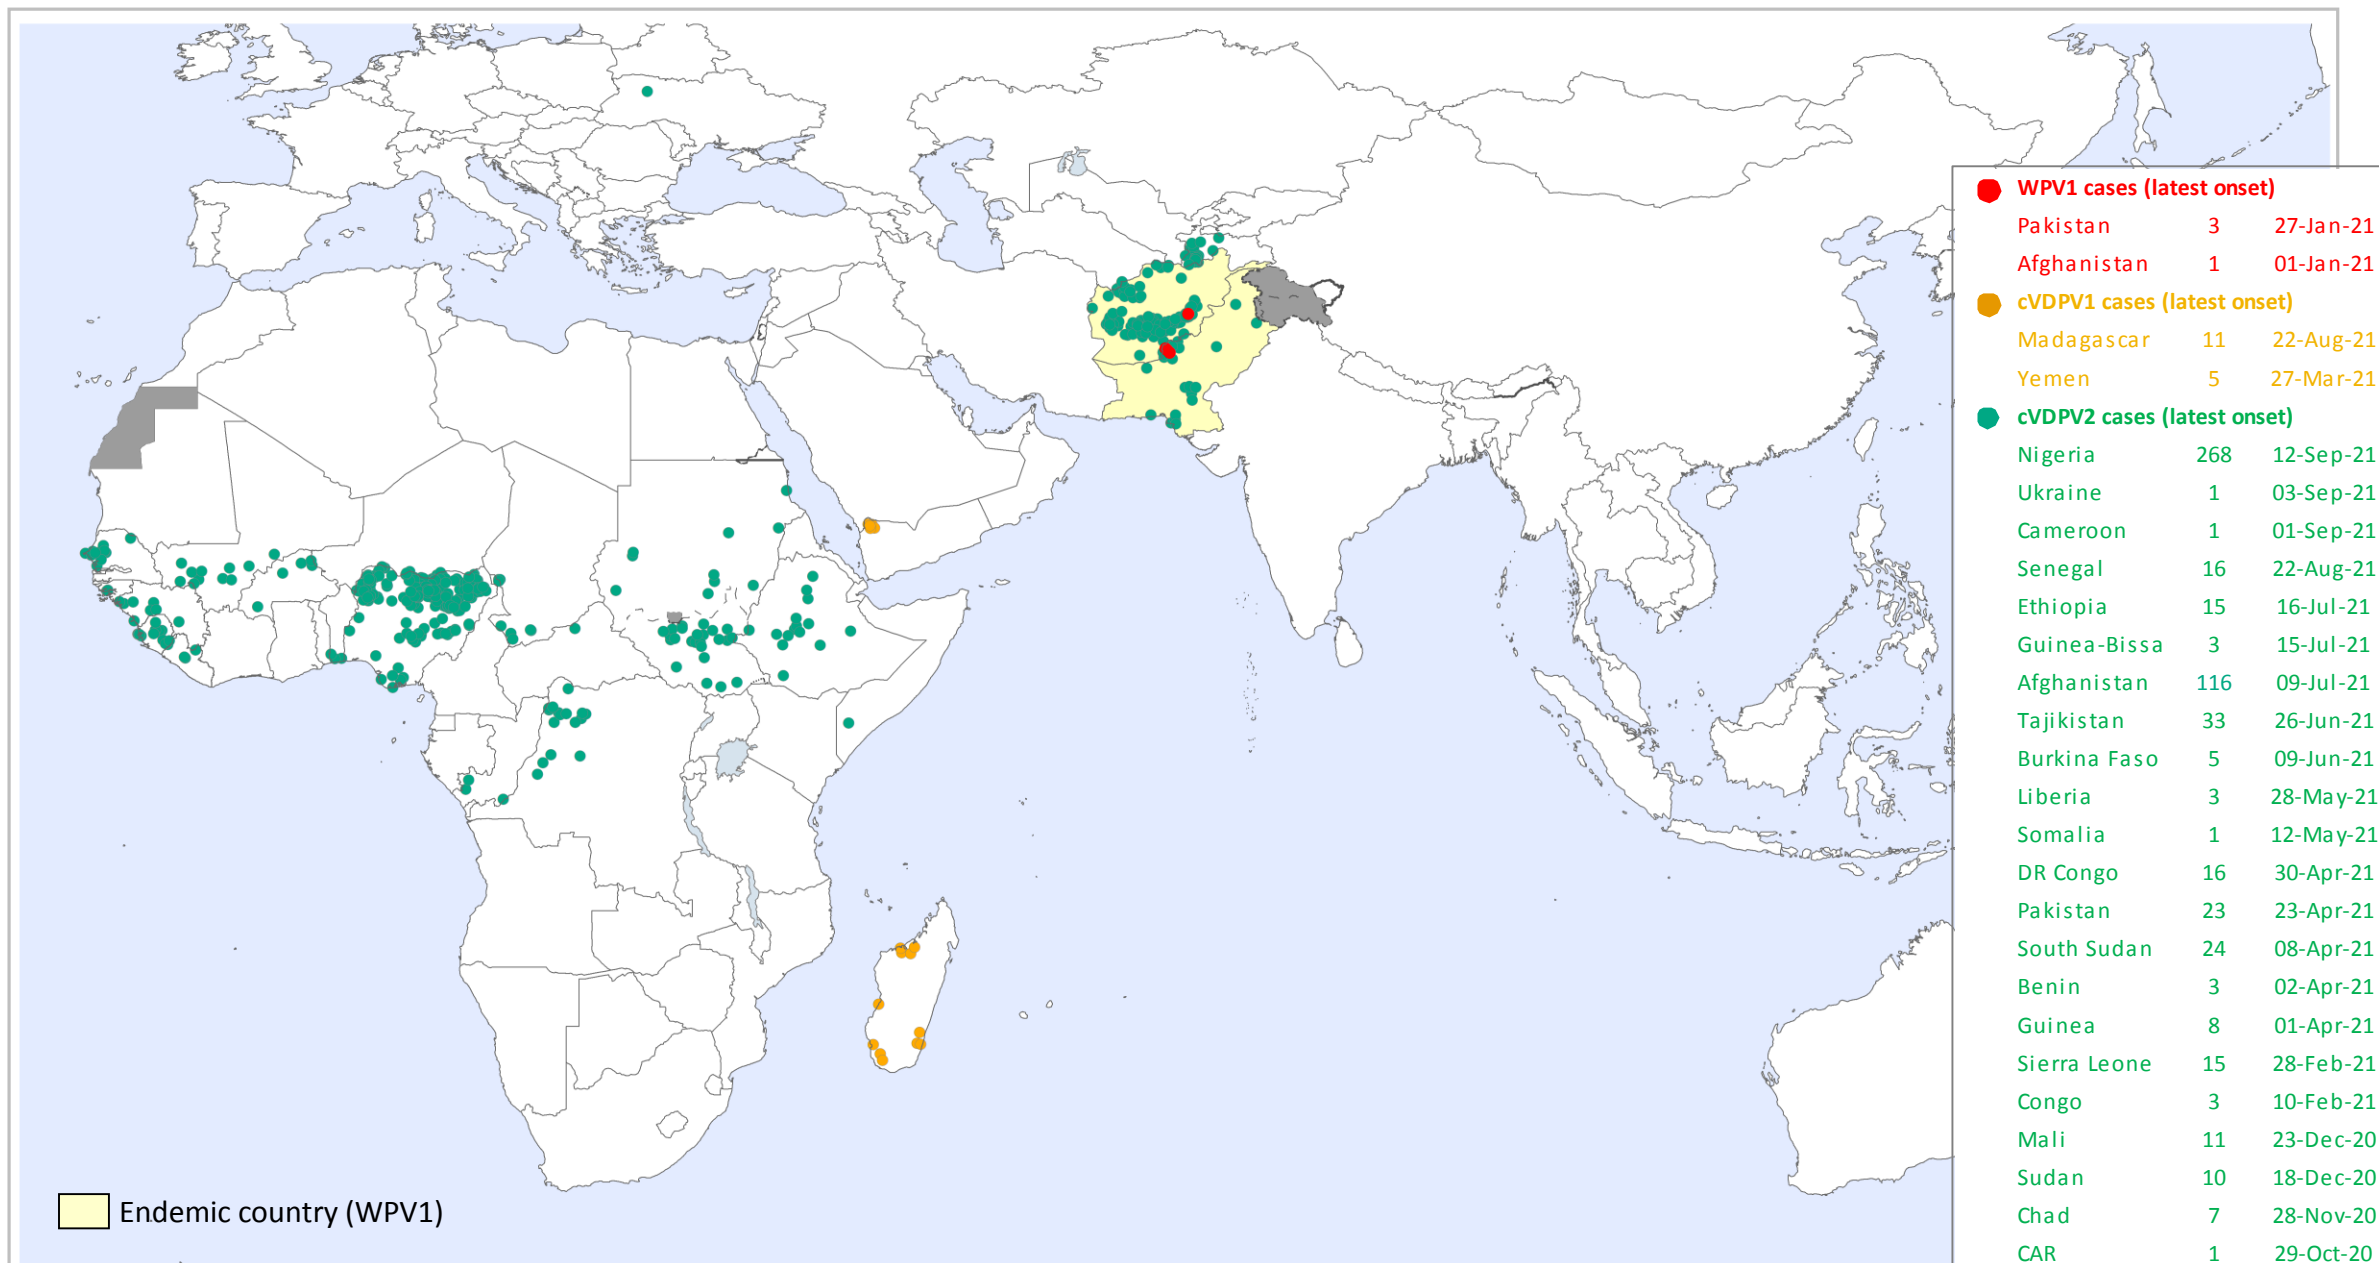 WPV1 cases (latest onset)
Pakistan 3 27-Jan-21
Afghanistan 1 01-Jan-21
cVDPV1 cases (latest onset)
Madagascar 11 22-Aug-21
Yemen 5 27-Mar-21
cVDPV2 cases (latest onset)
Nigeria 268 12-Sep-21
Ukraine 1 03-Sep-21
Cameroon 1 01-Sep-21
Senegal 16 22-Aug-21
Ethiopia 15 16-Jul-21
Guinea-Bissa 3 15-Jul-21
Afghanistan 116 09-Jul-21
Tajikistan 33 26-Jun-21
Burkina Faso 5 09-Jun-21
Liberia 3 28-May-21
Somalia 1 12-May-21
DR Congo 16 30-Apr-21
Pakistan 23 23-Apr-21
South Sudan 24 08-Apr-21
Benin 3 02-Apr-21
Guinea 8 01-Apr-21
Sierra Leone 15 28-Feb-21
Congo 3 10-Feb-21
Mali 11 23-Dec-20
Sudan 10 18-Dec-20
Chad 7 28-Nov-20
CAR 1 29-Oct-20
Endemic country (WPV1)